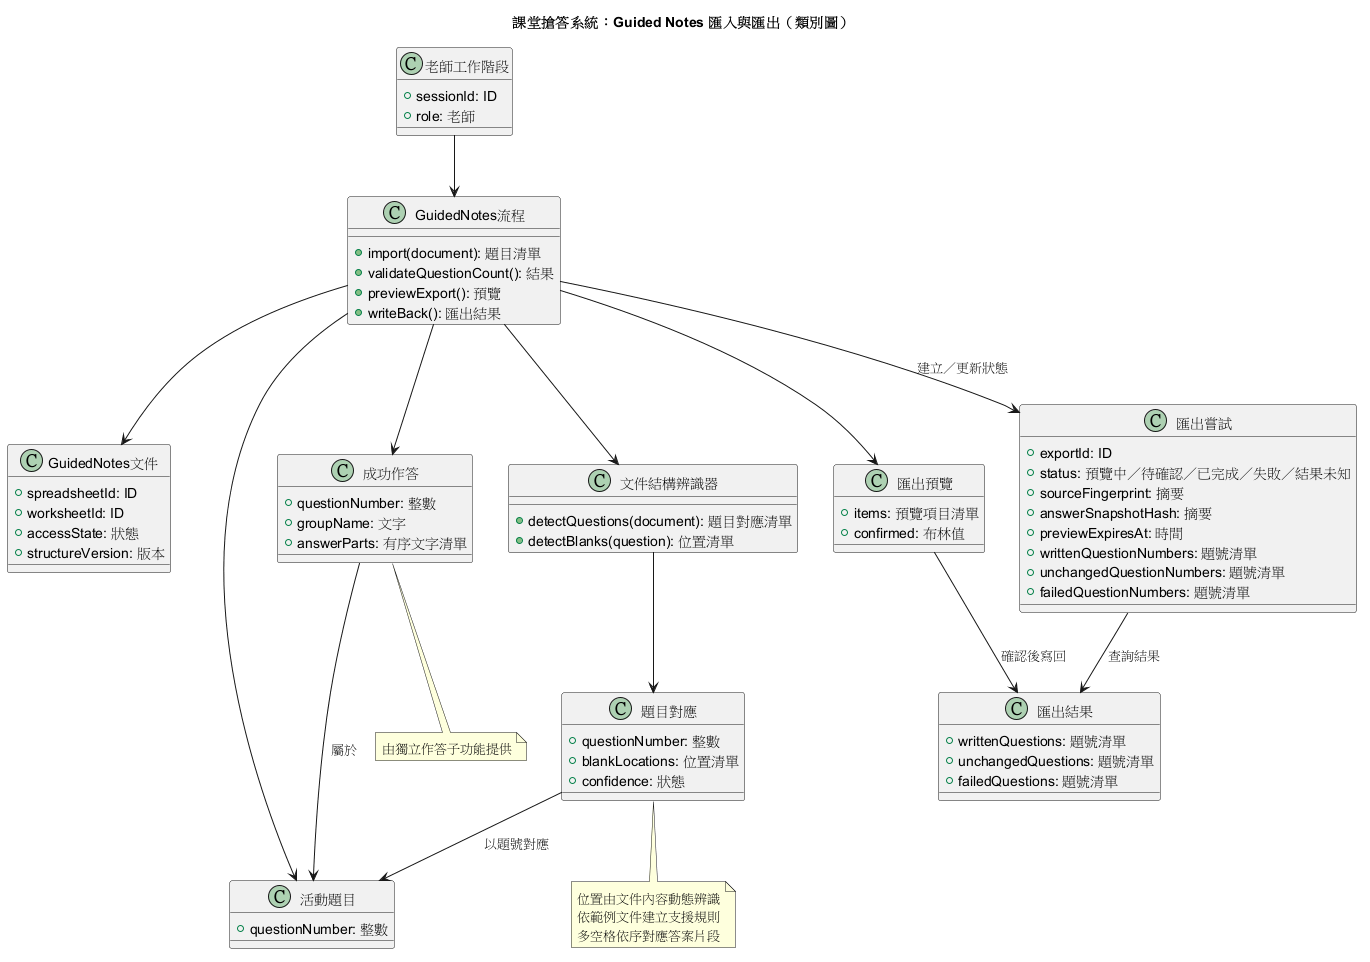 課堂搶答系統：Guided Notes 匯入與匯出（類別圖）
C 老師工作階段
sessionId: ID
role: 老師
C GuidedNotes流程
import(document): 題目清單
validateQuestionCount(): 結果
previewExport(): 預覽
writeBack(): 匯出結果
建立／更新狀態
C GuidedNotes文件
spreadsheetId: ID
worksheetId: ID
accessState: 狀態
structureVersion: 版本
C 成功作答
questionNumber: 整數
groupName: 文字
answerParts: 有序文字清單
C 文件結構辨識器
detectQuestions(document): 題目對應清單
detectBlanks(question): 位置清單
C 匯出預覽
items: 預覽項目清單
confirmed: 布林值
C 匯出嘗試
exportId: ID
status: 預覽中／待確認／已完成／失敗／結果未知
sourceFingerprint: 摘要
answerSnapshotHash: 摘要
previewExpiresAt: 時間
writtenQuestionNumbers: 題號清單
unchangedQuestionNumbers: 題號清單
failedQuestionNumbers: 題號清單
確認後寫回
查詢結果
屬於
由獨立作答子功能提供
C 題目對應
questionNumber: 整數
blankLocations: 位置清單
confidence: 狀態
C 匯出結果
writtenQuestions: 題號清單
unchangedQuestions: 題號清單
failedQuestions: 題號清單
以題號對應
C 活動題目
questionNumber: 整數
位置由文件內容動態辨識
依範例文件建立支援規則
多空格依序對應答案片段